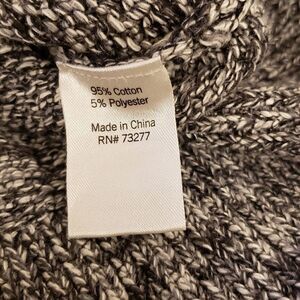 95% Cotton
5% Polyester
Made in China
RN# 73277